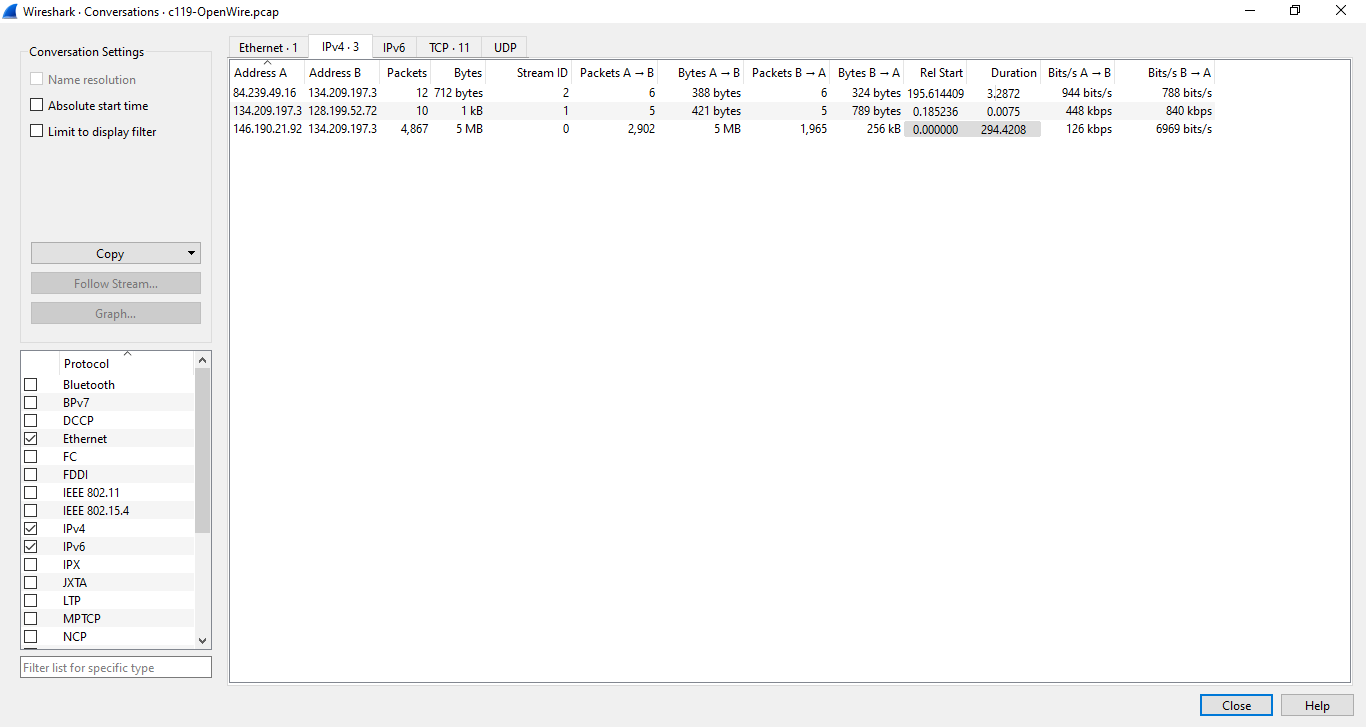 Wireshark · Conversations · c119-OpenWire.pcap
Conversation Settings
Name resolution
Absolute start time
Limit to display filter
Copy
Follow Stream...
Graph...
Protocol
Bluetooth
BPv7
DCCP
Ethernet
FC
FDDI
IEEE 802.11
IEEE 802.15.4
IPv4
IPv6
IPX
JXTA
LTP
MPTCP
NCP
Filter list for specific type
Ethernet · 1 IPv4 · 3 IPv6 TCP · 11 UDP
Address A Address B Packets Bytes Stream ID Packets A → B Bytes A → B Packets B → A Bytes B → A Rel Start Duration Bits/s A → B Bits/s B → A
84.239.49.16 134.209.197.3 12 712 bytes 2 6 388 bytes 6 324 bytes 195.614409 3.2872 944 bits/s 788 bits/s
134.209.197.3 128.199.52.72 10 1 kB 1 5 421 bytes 5 789 bytes 0.185236 0.0075 448 kbps 840 kbps
146.190.21.92 134.209.197.3 4,867 5 MB 0 2,902 5 MB 1,965 256 kB 0.000000 294.4208 126 kbps 6969 bits/s
Close Help